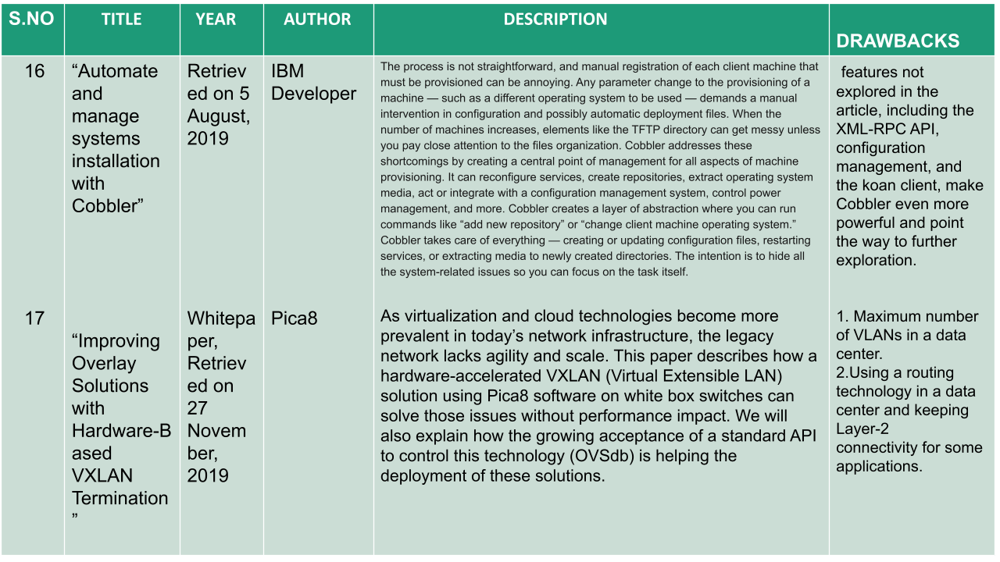 S.NO
TITLE
YEAR
AUTHOR
DESCRIPTION
DRAWBACKS
16
“Automate
and
manage
systems
installation
with
Cobbler”
Retriev
ed on 5
August,
2019
IBM
Developer
The process is not straightforward, and manual registration of each client machine that
must be provisioned can be annoying. Any parameter change to the provisioning of a
machine — such as a different operating system to be used — demands a manual
intervention in configuration and possibly automatic deployment files. When the
number of machines increases, elements like the TFTP directory can get messy unless
you pay close attention to the files organization. Cobbler addresses these
shortcomings by creating a central point of management for all aspects of machine
provisioning. It can reconfigure services, create repositories, extract operating system
media, act or integrate with a configuration management system, control power
management, and more. Cobbler creates a layer of abstraction where you can run
commands like “add new repository” or “change client machine operating system.”
Cobbler takes care of everything — creating or updating configuration files, restarting
services, or extracting media to newly created directories. The intention is to hide all
the system-related issues so you can focus on the task itself.
features not
explored in the
article, including the
XML-RPC API,
configuration
management, and
the koan client, make
Cobbler even more
powerful and point
the way to further
exploration.
17
“Improving
Overlay
Solutions
with
Hardware-B
ased
VXLAN
Termination
”
Whitepa
per,
Retriev
ed on
27
Novem
ber,
2019
Pica8
As virtualization and cloud technologies become more
prevalent in today’s network infrastructure, the legacy
network lacks agility and scale. This paper describes how a
hardware-accelerated VXLAN (Virtual Extensible LAN)
solution using Pica8 software on white box switches can
solve those issues without performance impact. We will
also explain how the growing acceptance of a standard API
to control this technology (OVSdb) is helping the
deployment of these solutions.
1. Maximum number
of VLANs in a data
center.
2.Using a routing
technology in a data
center and keeping
Layer-2
connectivity for some
applications.